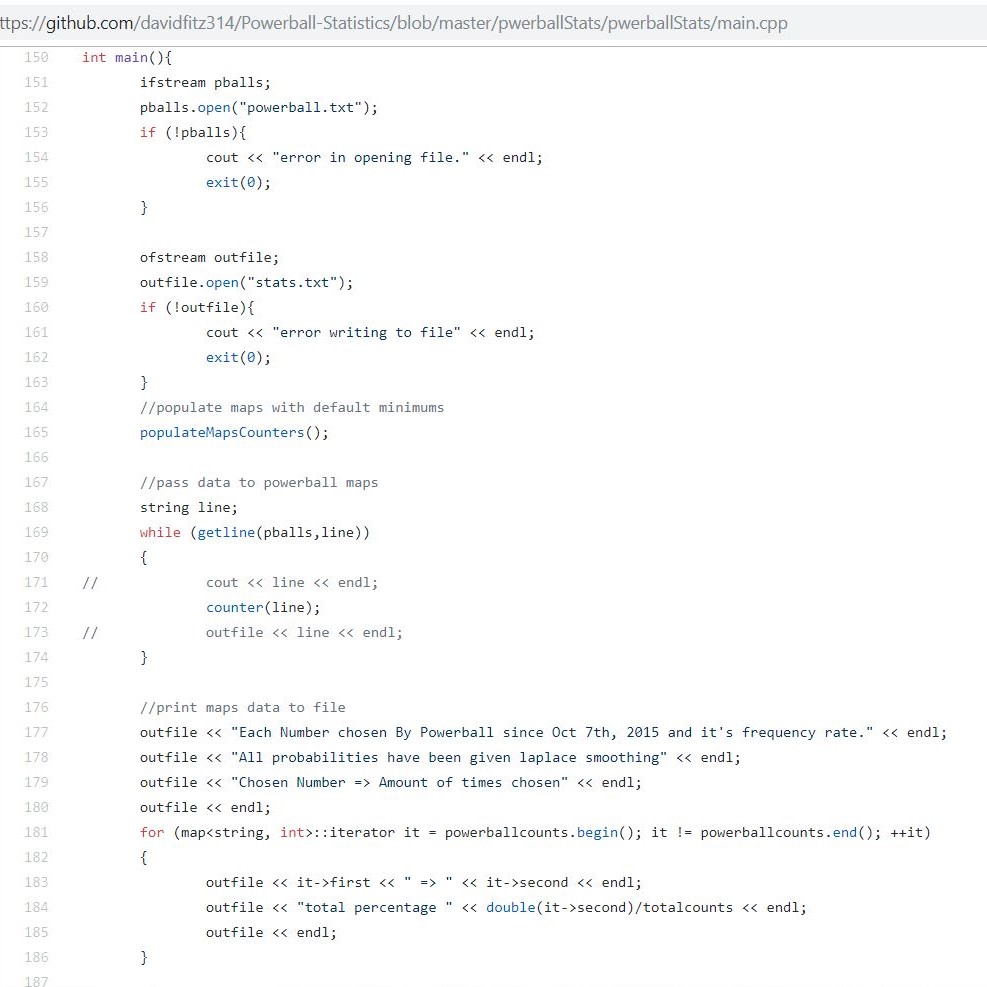 ttps://github.com/davidfitz314/Powerball-Statistics/blob/master/pwerballStats/pwerballStats/main.cpp
150 int main(){
151 ifstream pballs;
152 pballs.open("powerball.txt");
153 if (!pballs){
154 cout << "error in opening file." << endl;
155 exit(0);
156 }
157
158 ofstream outfile;
159 outfile.open("stats.txt");
160 if (!outfile){
161 cout << "error writing to file" << endl;
162 exit(0);
163 }
164 //populate maps with default minimums
165 populateMapsCounters();
166
167 //pass data to powerball maps
168 string line;
169 while (getline(pballs,line))
170 {
171 // cout << line << endl;
172 counter(line);
173 // outfile << line << endl;
174 }
175
176 //print maps data to file
177 outfile << "Each Number chosen By Powerball since Oct 7th, 2015 and it's frequency rate." << endl;
178 outfile << "All probabilities have been given laplace smoothing" << endl;
179 outfile << "Chosen Number => Amount of times chosen" << endl;
180 outfile << endl;
181 for (map<string, int>::iterator it = powerballcounts.begin(); it != powerballcounts.end(); ++it)
182 {
183 outfile << it->first << " => " << it->second << endl;
184 outfile << "total percentage " << double(it->second)/totalcounts << endl;
185 outfile << endl;
186 }
187